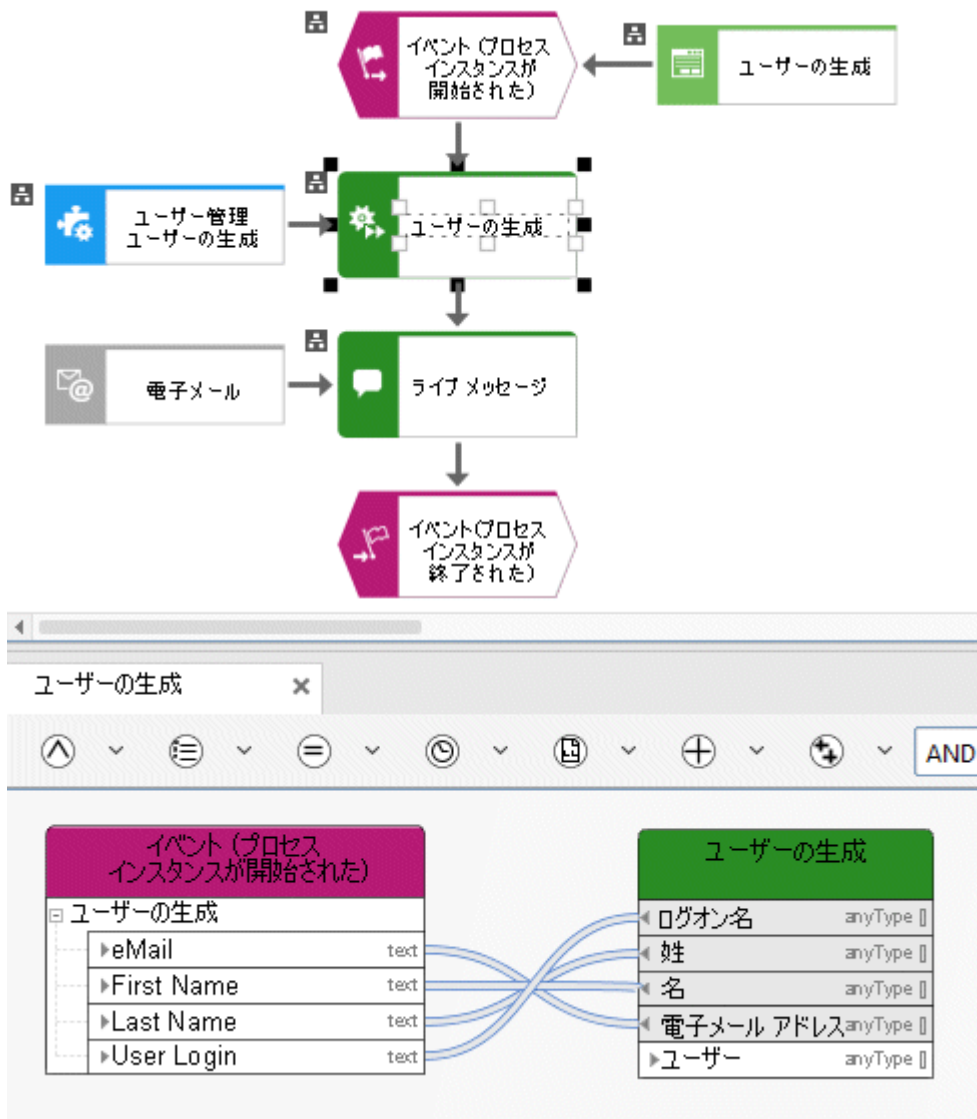 イベント (プロセス
インスタンスが
開始された)
ユーザーの生成
ユーザー管理
ユーザーの生成
ユーザーの生成
電子メール
ライブ メッセージ
イベント(プロセス
インスタンスが
終了された)
ユーザーの生成
AND
イベント (プロセス
インスタンスが開始された)
ユーザーの生成
eMail text
First Name text
Last Name text
User Login text
ユーザーの生成
ログオン名 anyType []
姓 anyType []
名 anyType []
電子メール アドレス anyType []
ユーザー anyType []